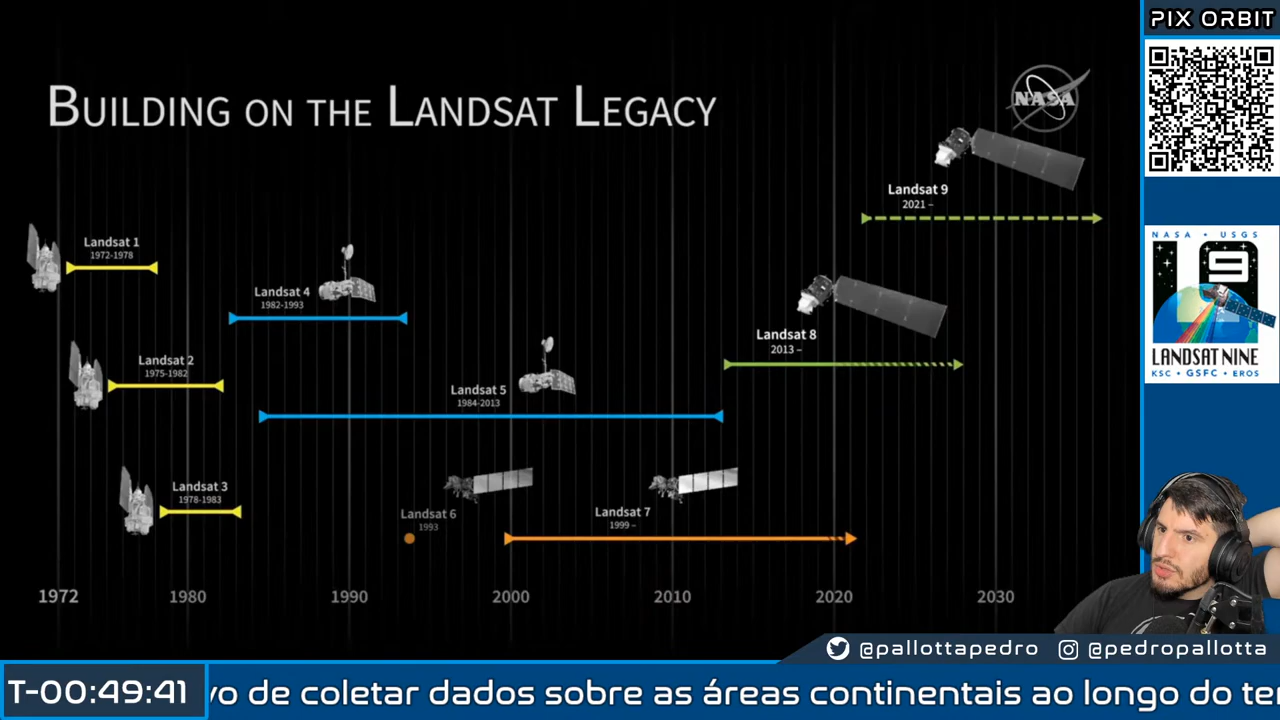 BUILDING ON THE LANDSAT LEGACY
NASA
Landsat 9
2021 –
Landsat 1
1972-1978
Landsat 4
1982-1993
Landsat 8
2013 –
Landsat 2
1975-1982
Landsat 5
1984-2013
Landsat 3
1978-1983
Landsat 6
1993
Landsat 7
1999 –
1972 1980 1990 2000 2010 2020 2030
PIX ORBIT
NASA • USGS
L9
LANDSAT NINE
KSC • GSFC • EROS
@pallottapedro @pedropallotta
T-00:49:41
vo de coletar dados sobre as áreas continentais ao longo do te